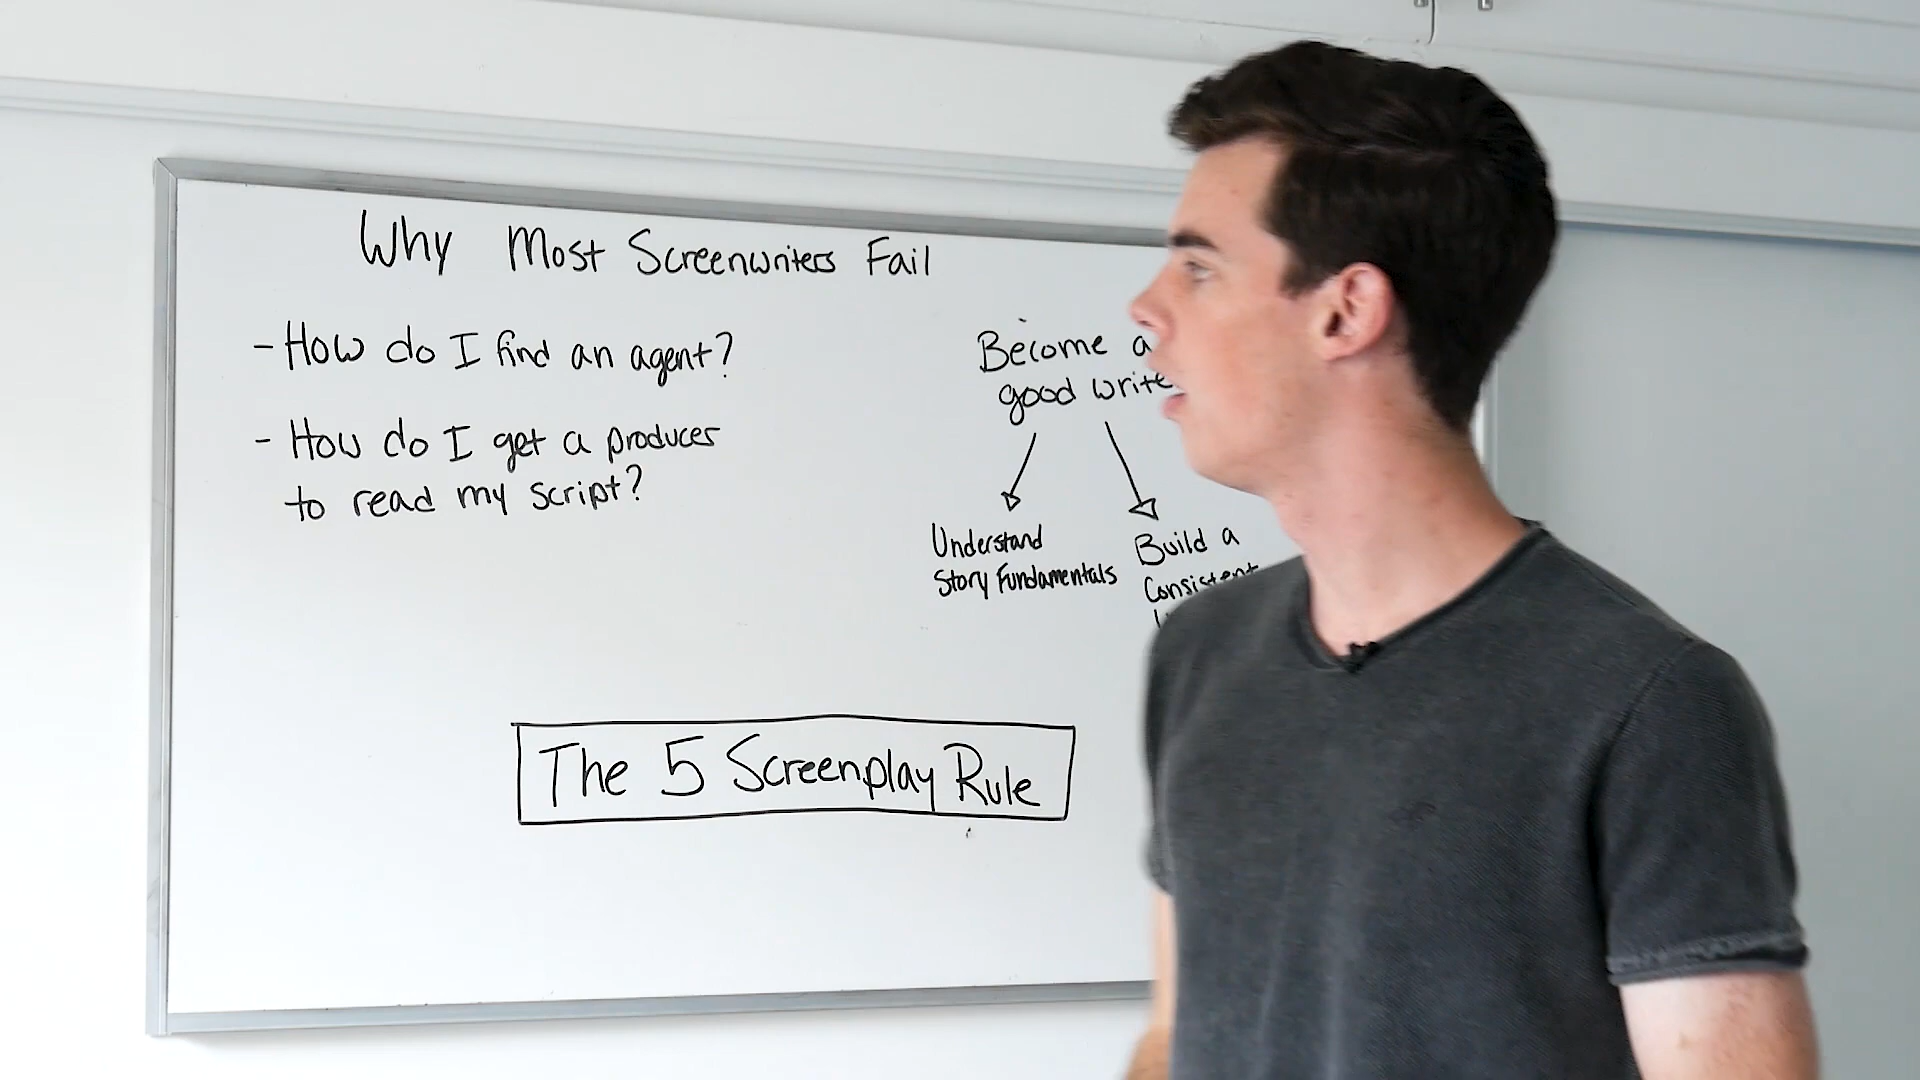 Why Most Screenwriters Fail
- How do I find an agent?
- How do I get a producer
to read my script?
Become a
good write
Understand
Story Fundamentals
Build a
Consistent
The 5 Screenplay Rule